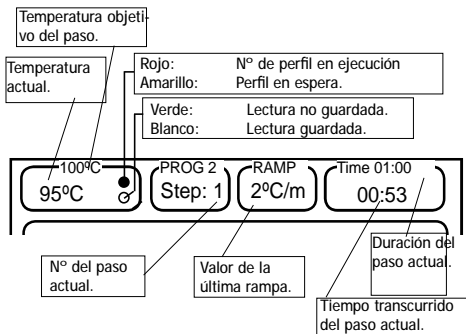 Temperatura objeti-
vo del paso.
Temperatura
actual.
Rojo: Nº de perfil en ejecución
Amarillo: Perfil en espera.
Verde: Lectura no guardada.
Blanco: Lectura guardada.
100ºC
95ºC
PROG 2
Step: 1
RAMP
2ºC/m
Time 01:00
00:53
Nº del paso
actual.
Valor de la
última rampa.
Duración del
paso actual.
Tiempo transcurrido
del paso actual.